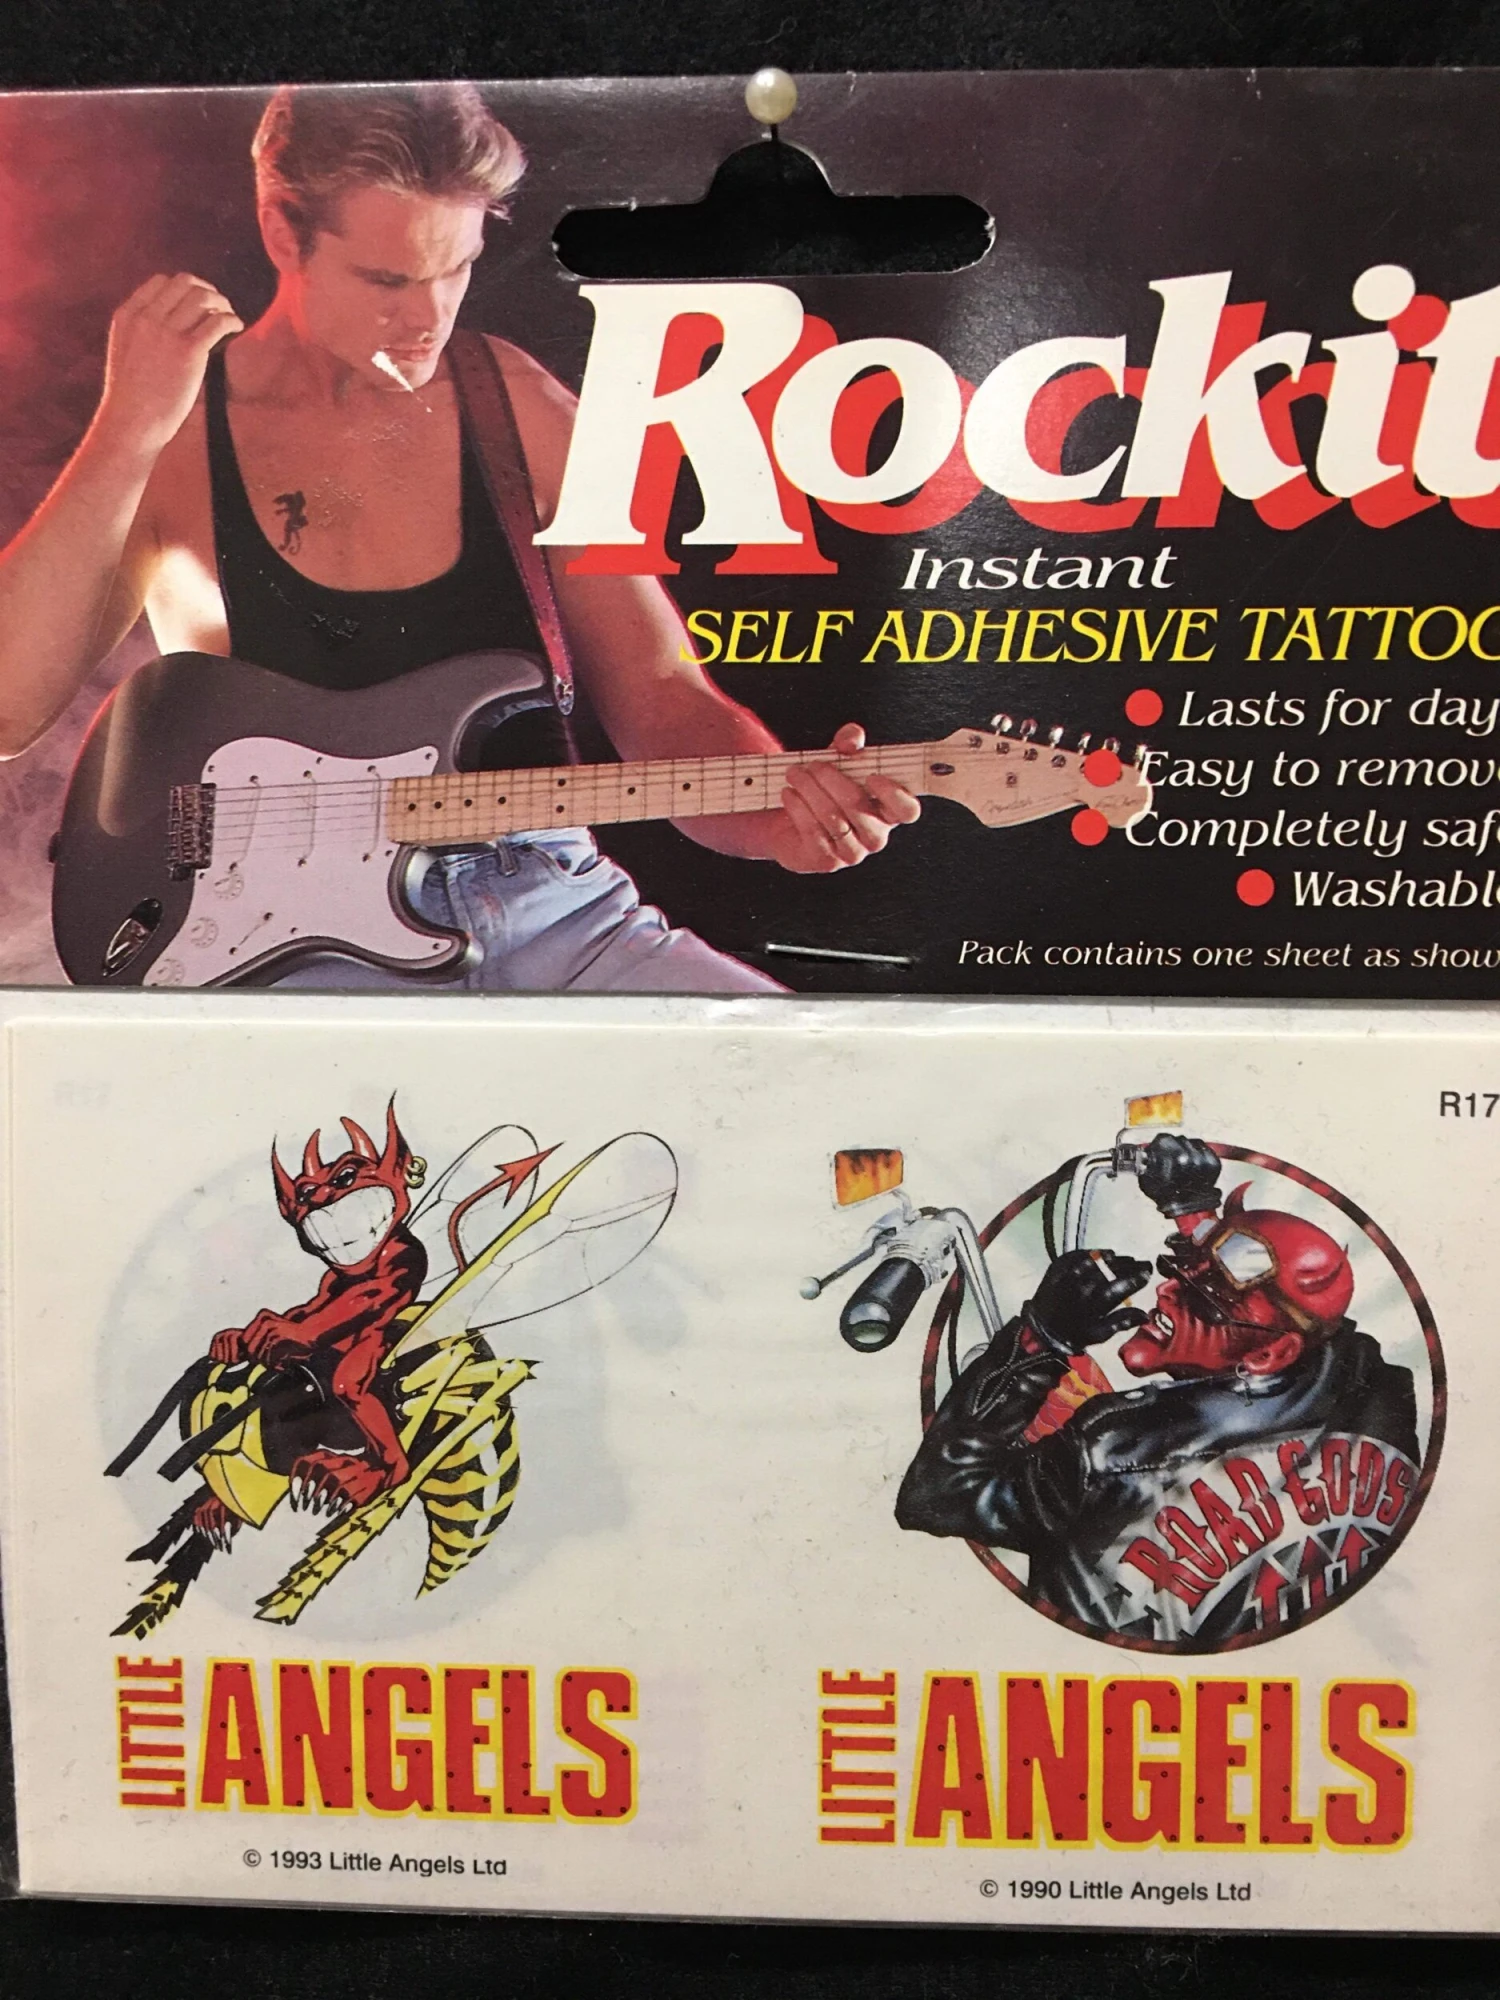 Rockit
Instant
SELF ADHESIVE TATTOO
Lasts for day
Easy to remov
Completely saf
Washabl
Pack contains one sheet as show
R17
ROAD GODS
LITTLE ANGELS
LITTLE ANGELS
© 1993 Little Angels Ltd
© 1990 Little Angels Ltd